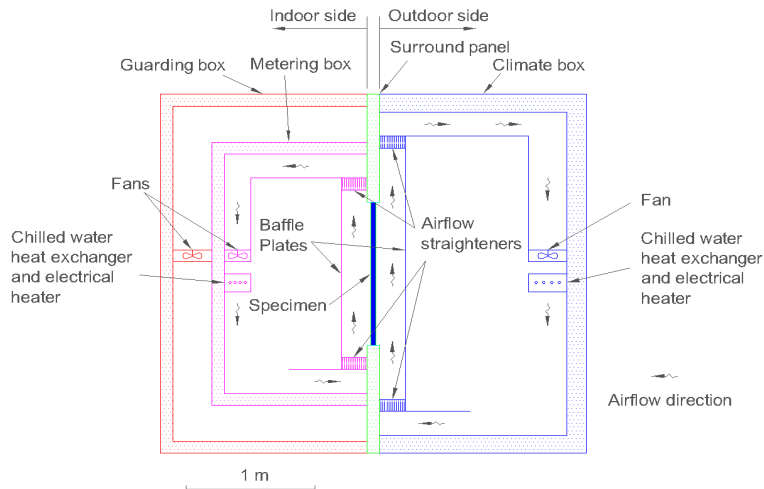 Indoor side
Outdoor side
Surround panel
Guarding box
Climate box
Metering box
Fans
Baffle
Plates
Airflow
straighteners
Fan
Chilled water
heat exchanger
and electrical
heater
Chilled water
heat exchanger
and electrical
heater
Specimen
Airflow direction
1 m